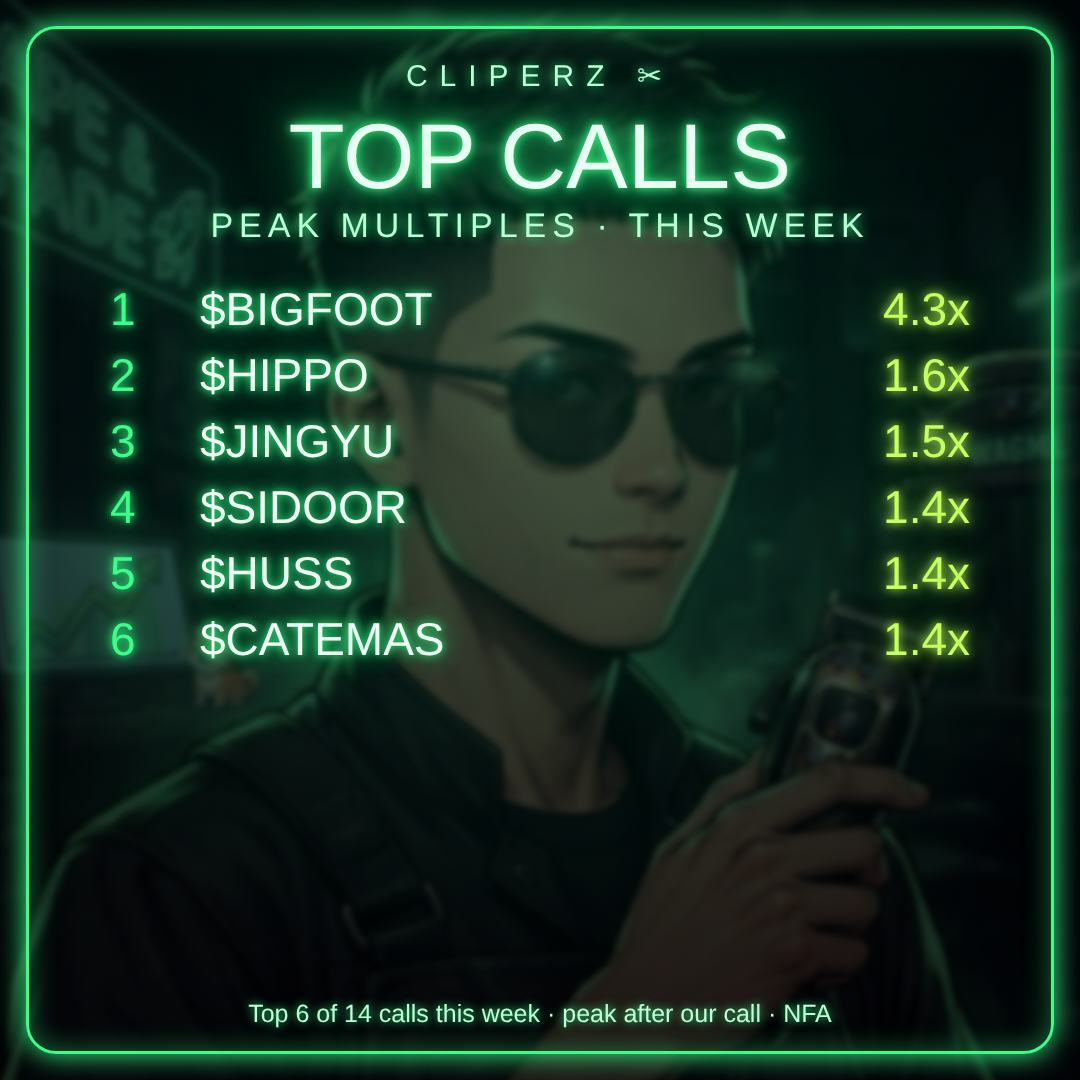 CLIPERZ ✂
TOP CALLS
PEAK MULTIPLES · THIS WEEK
1 $BIGFOOT 4.3x
2 $HIPPO 1.6x
3 $JINGYU 1.5x
4 $SIDOOR 1.4x
5 $HUSS 1.4x
6 $CATEMAS 1.4x
Top 6 of 14 calls this week · peak after our call · NFA